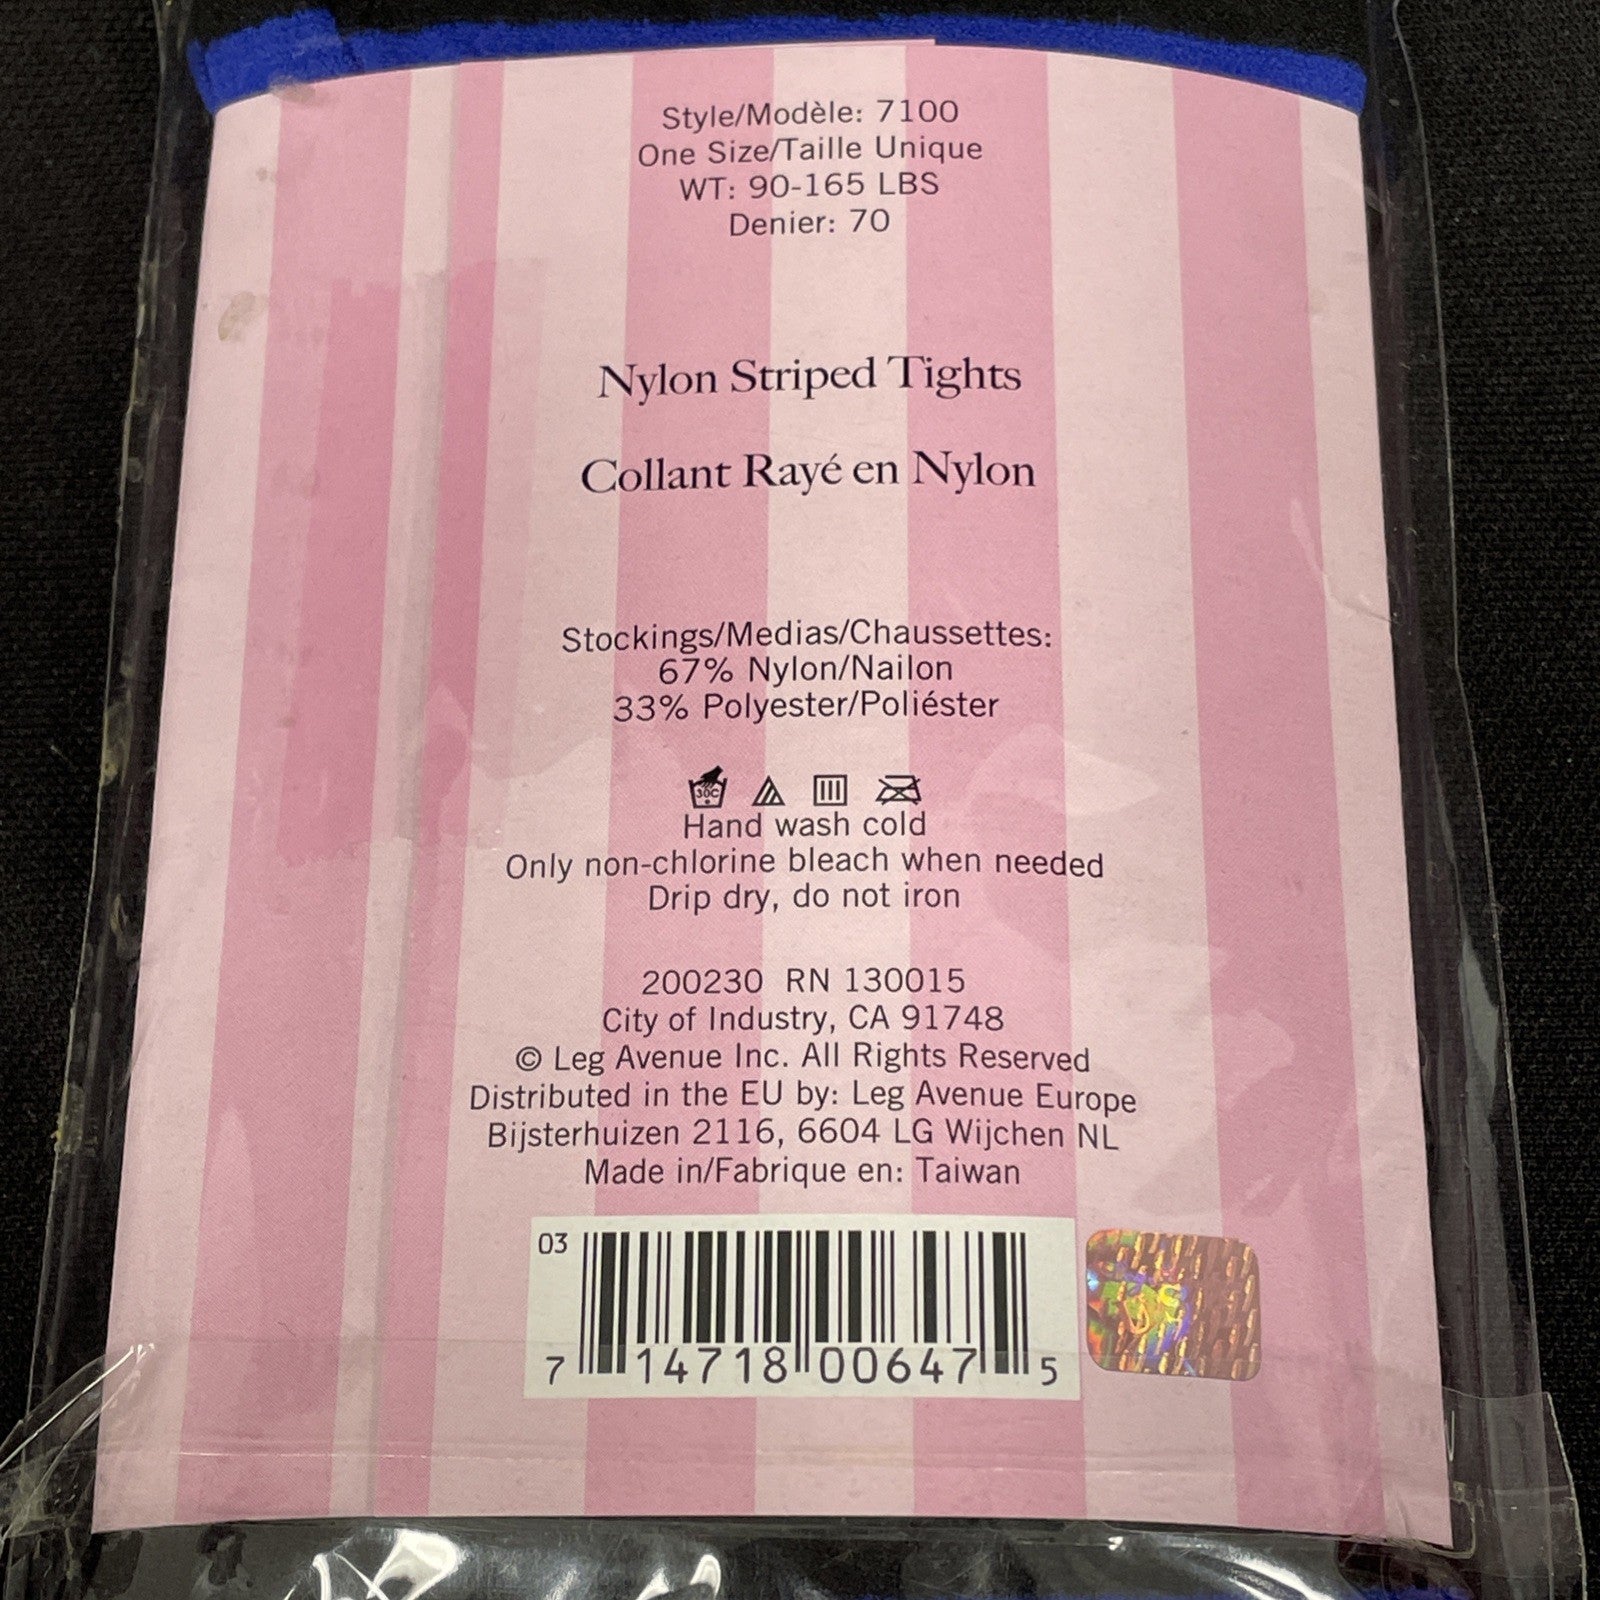 Style/Modèle: 7100
One Size/Taille Unique
WT: 90-165 LBS
Denier: 70
Nylon Striped Tights
Collant Rayé en Nylon
Stockings/Medias/Chaussettes:
67% Nylon/Nailon
33% Polyester/Poliéster
30C
Hand wash cold
Only non-chlorine bleach when needed
Drip dry, do not iron
200230 RN 130015
City of Industry, CA 91748
© Leg Avenue Inc. All Rights Reserved
Distributed in the EU by: Leg Avenue Europe
Bijsterhuizen 2116, 6604 LG Wijchen NL
Made in/Fabrique en: Taiwan
03
7 14718 00647 5